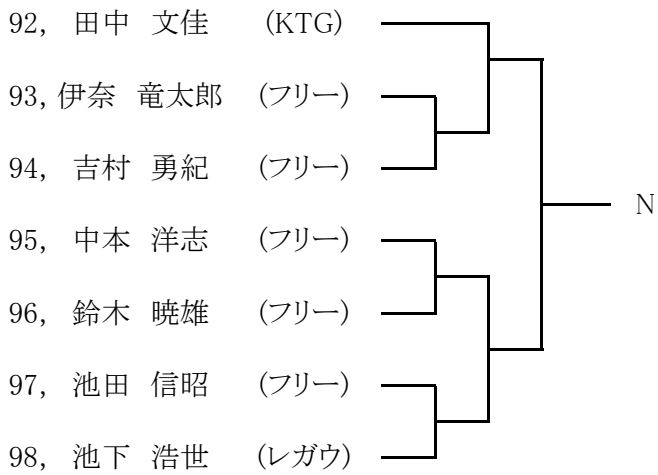 92, 田中 文佳 (KTG)
93, 伊奈 竜太郎 (フリー)
94, 吉村 勇紀 (フリー)
N
95, 中本 洋志 (フリー)
96, 鈴木 暁雄 (フリー)
97, 池田 信昭 (フリー)
98, 池下 浩世 (レガウ)